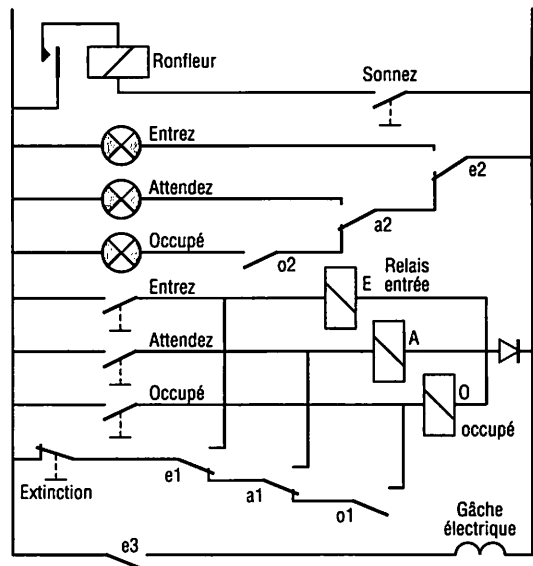 Ronfleur
Sonnez
Entrez
e2
Attendez
a2
Occupé
o2
Entrez
E
Relais
entrée
Attendez
A
Occupé
O
occupé
Extinction
e1
a1
o1
Gâche
électrique
e3